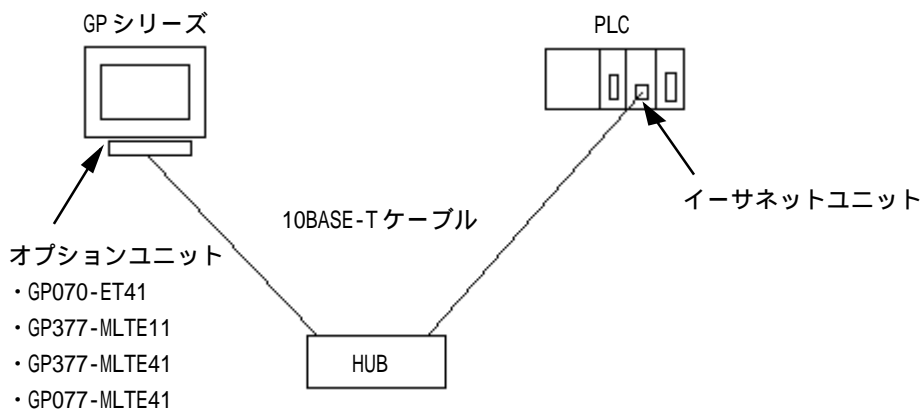 GPシリーズ
PLC
イーサネットユニット
10BASE-Tケーブル
オプションユニット
・GP070-ET41
・GP377-MLTE11
・GP377-MLTE41
・GP077-MLTE41
HUB